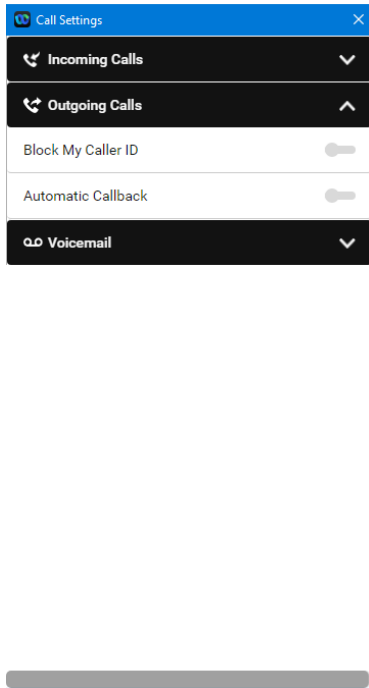 Call Settings
Incoming Calls
Outgoing Calls
Block My Caller ID
Automatic Callback
Voicemail